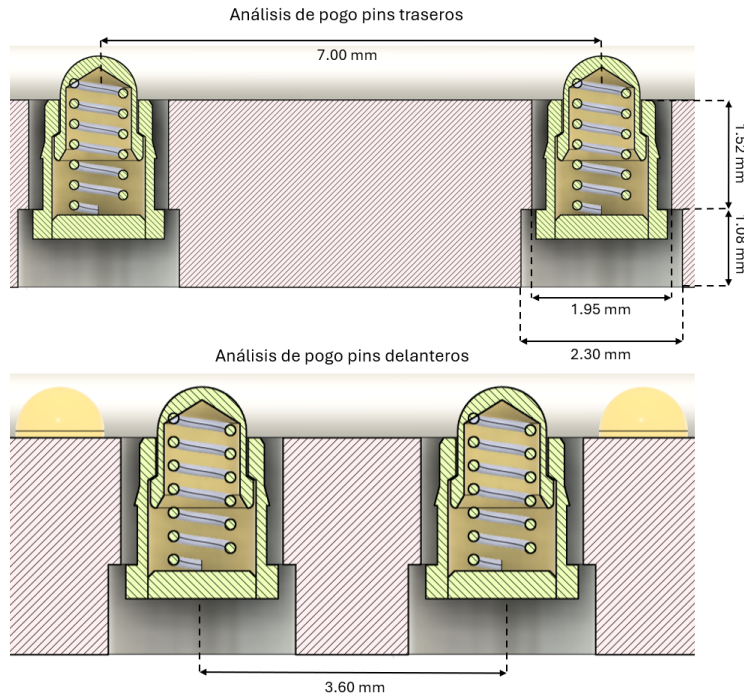 Análisis de pogo pins traseros
7.00 mm
1.52 mm
1.08 mm
1.95 mm
2.30 mm
Análisis de pogo pins delanteros
3.60 mm